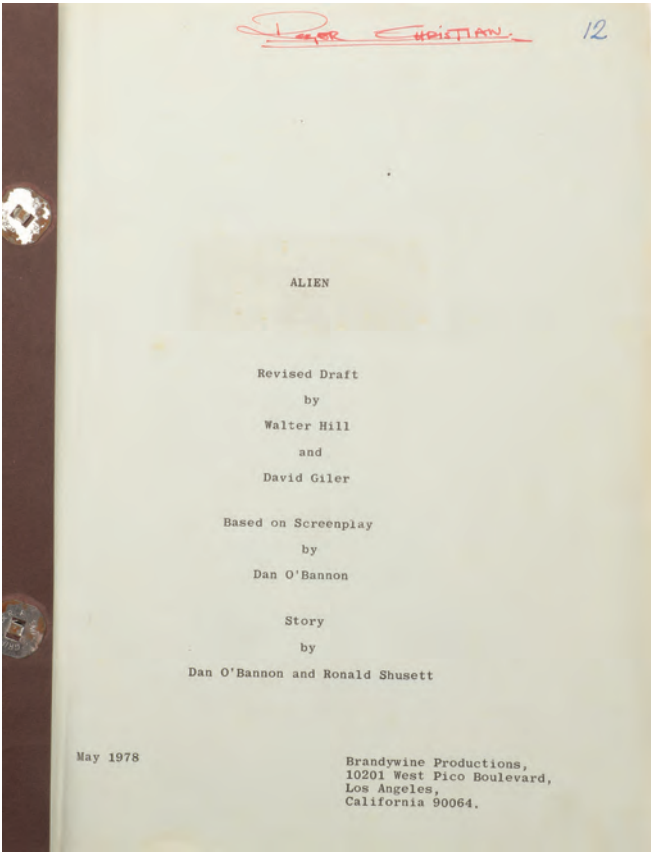 Roger Christian. 12
ALIEN
Revised Draft
by
Walter Hill
and
David Giler
Based on Screenplay
by
Dan O'Bannon
Story
by
Dan O'Bannon and Ronald Shusett
May 1978
Brandywine Productions,
10201 West Pico Boulevard,
Los Angeles,
California 90064.